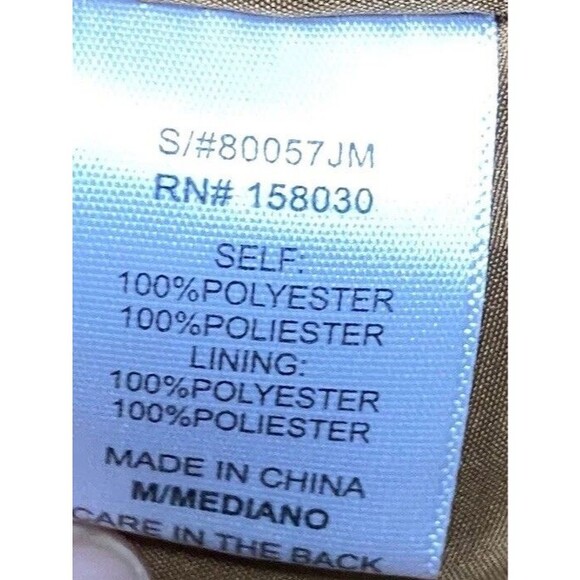 S/#80057JM
RN# 158030
SELF:
100%POLYESTER
100%POLIESTER
LINING:
100%POLYESTER
100%POLIESTER
MADE IN CHINA
M/MEDIANO
CARE IN THE BACK